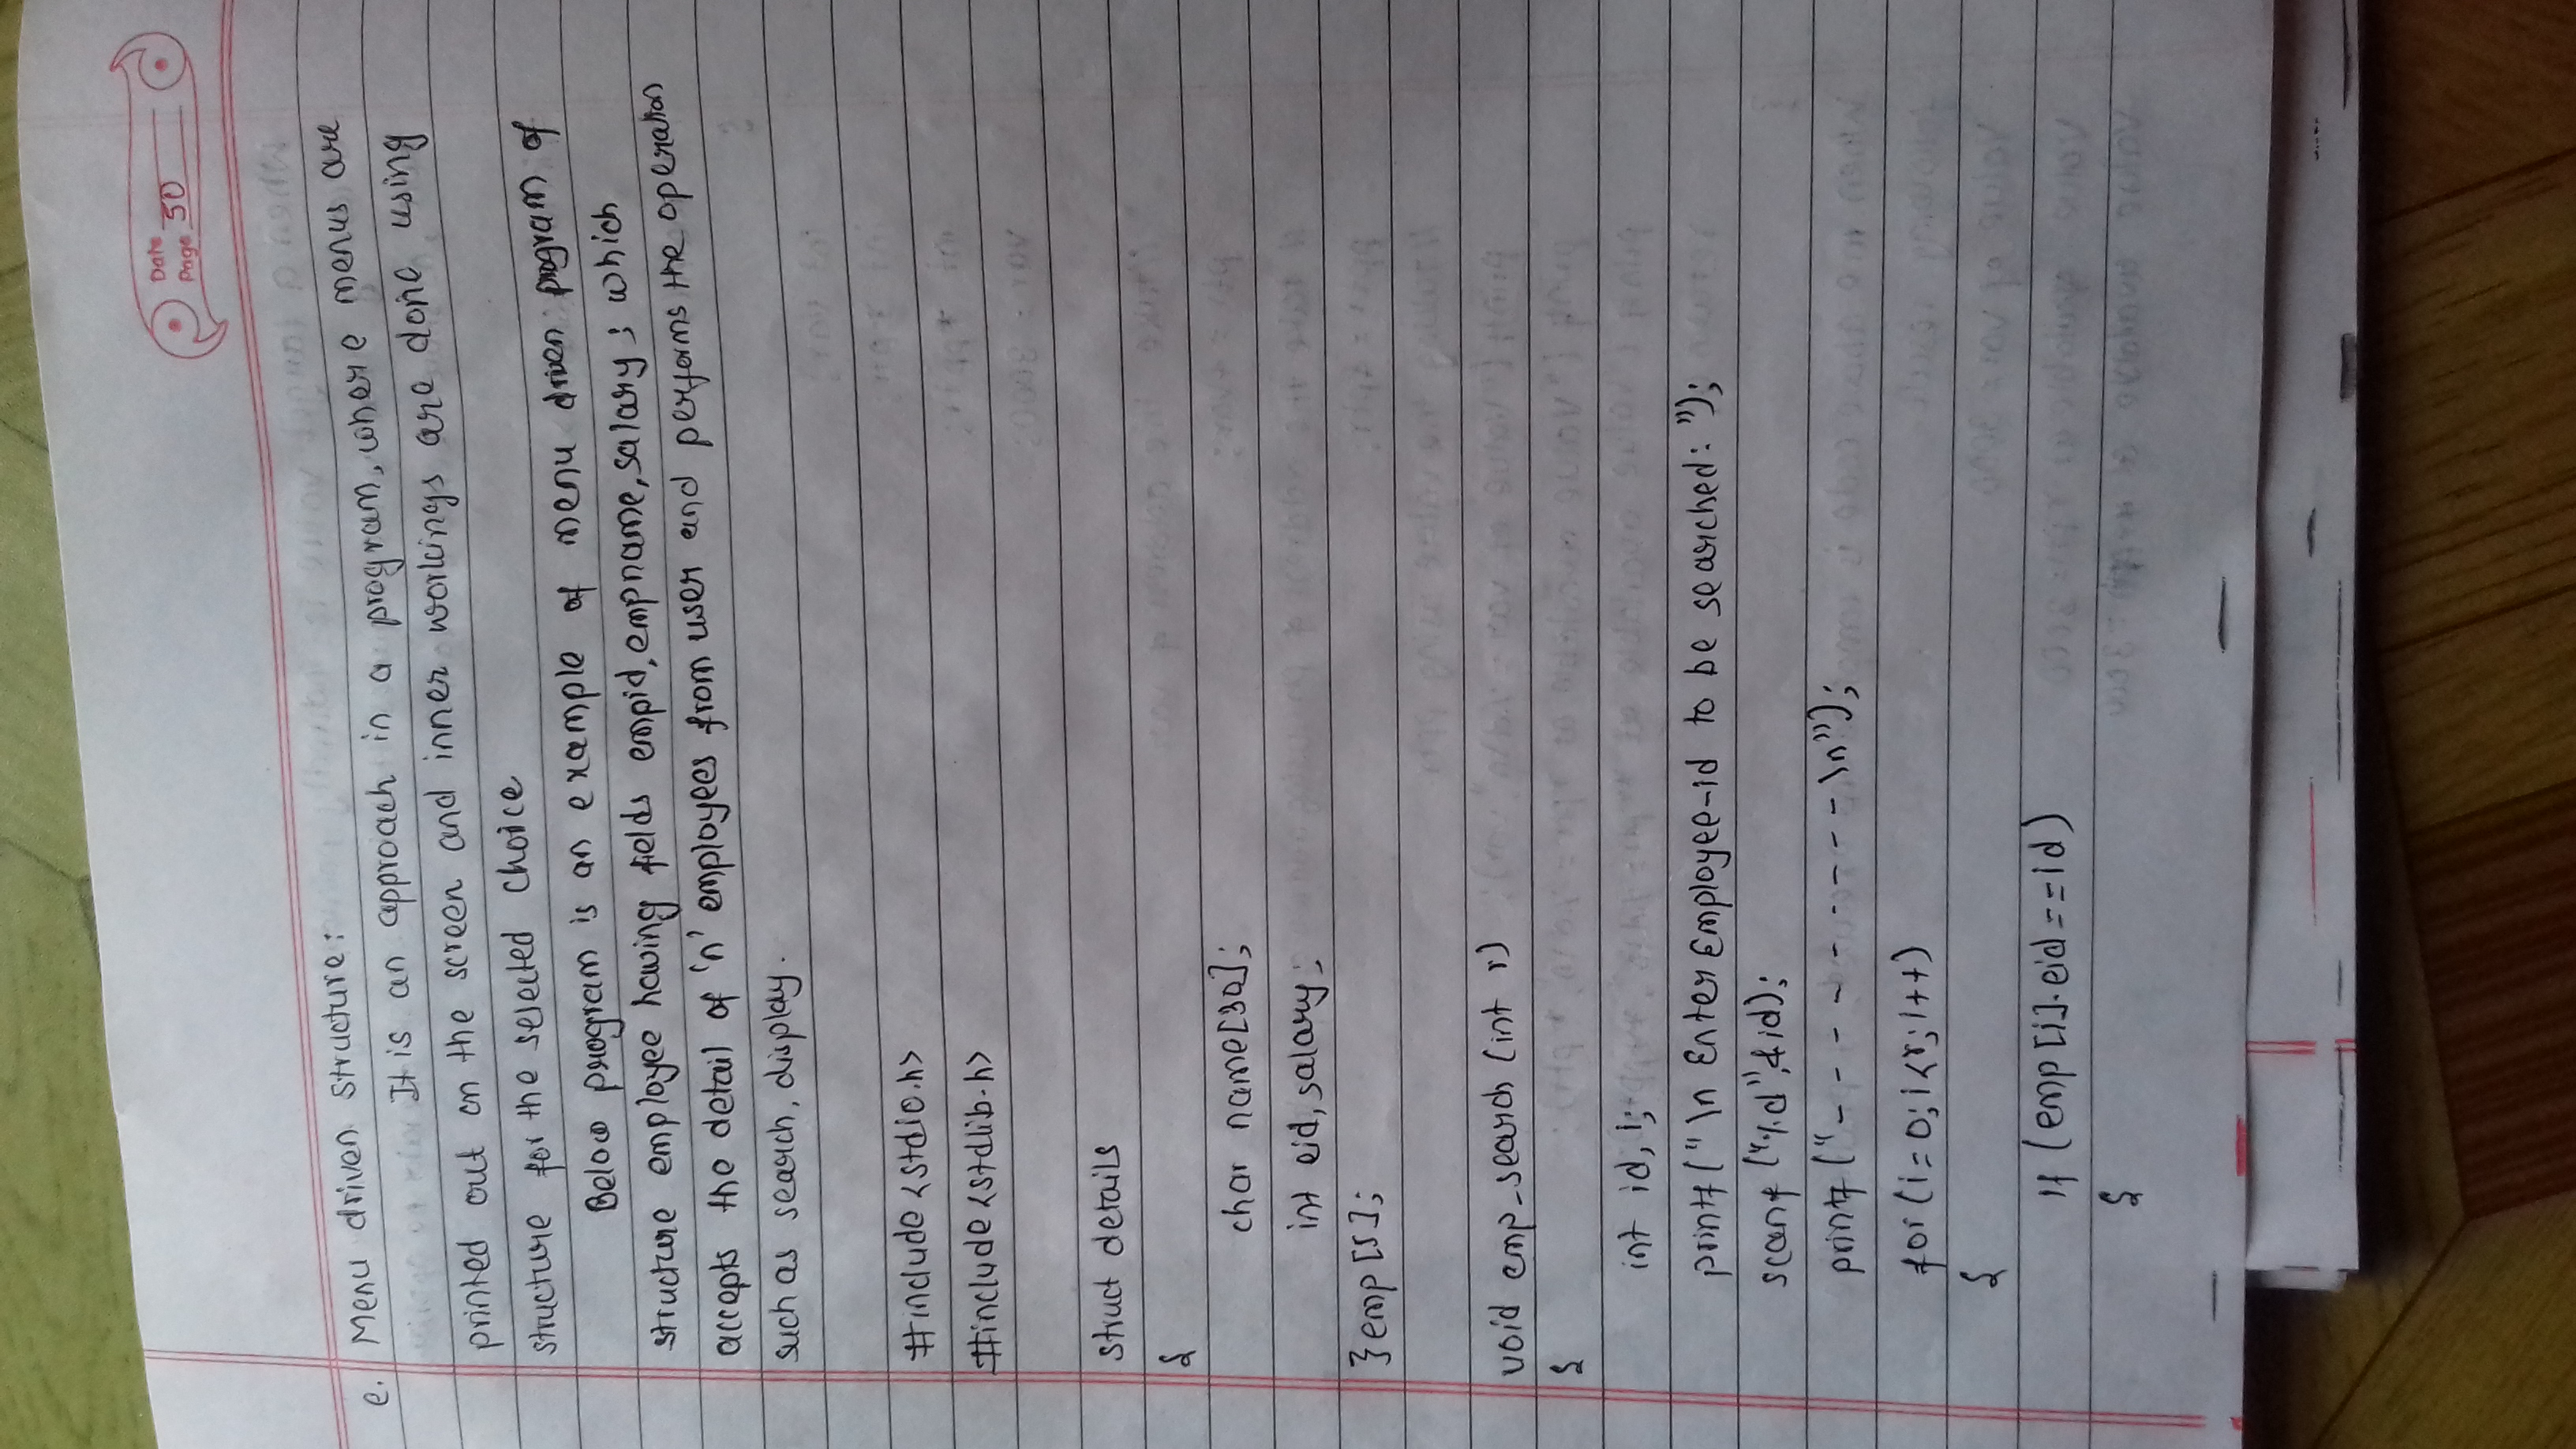 Date
Page 50
e. Menu driven structure:
It is an approach in a program, where menus are
printed out on the screen and inner workings are done using
structure for the selected choice
Below program is an example of menu driven program of
structure employee having fields empid, empname, salary; which
accepts the detail of 'n' employees from user and performs the operation
such as search, display.
#include <stdio.h>
#include <stdlib.h>
struct details
{
char name[30];
int eid, salary;
} emp [5];
void emp_search (int r)
{
int id, i;
printf ("\n Enter Employee-id to be searched: ");
scanf ("%d", &id);
printf ("- - - - - - - - - \n");
for (i=0; i<r; i++)
{
if (emp [i].eid==id)
{